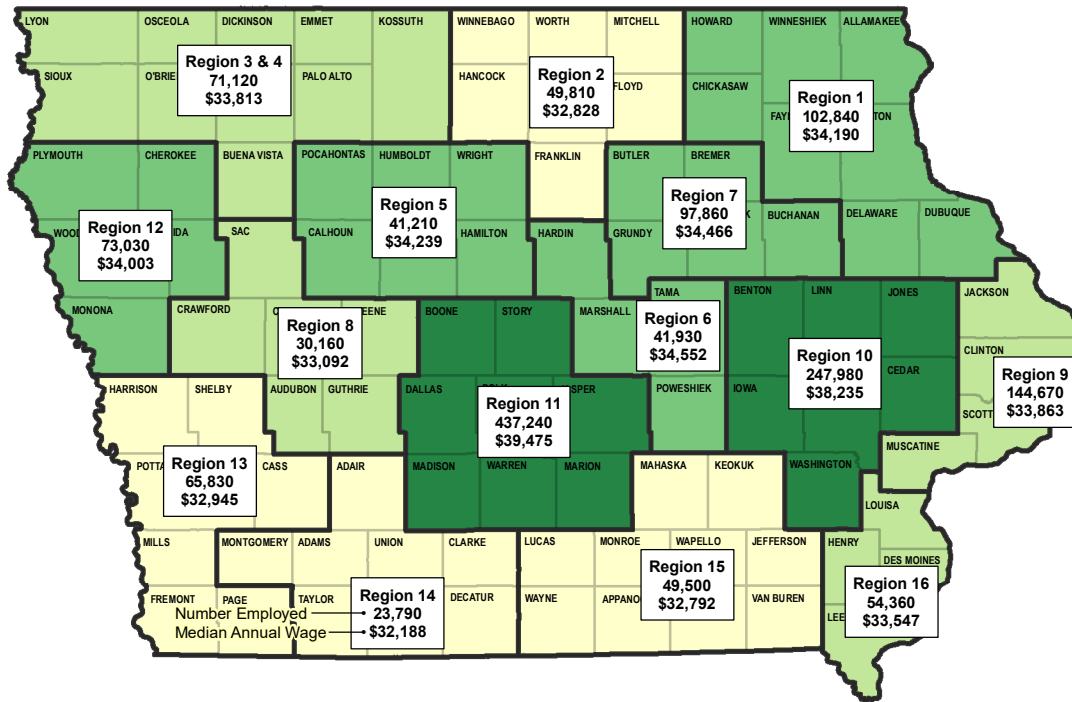 LYON
OSCEOLA
DICKINSON
EMMET
KOSSUTH
WINNEBAGO
WORTH
MITCHELL
HOWARD
WINNESHIEK
ALLAMAKEE
SIOUX
O'BRIE
PALO ALTO
Region 3 & 4
71,120
$33,813
HANCOCK
FLOYD
Region 2
49,810
$32,828
CHICKASAW
FAY
TON
Region 1
102,840
$34,190
PLYMOUTH
CHEROKEE
BUENA VISTA
POCAHONTAS
HUMBOLDT
WRIGHT
FRANKLIN
BUTLER
BREMER
WOOD
IDA
Region 12
73,030
$34,003
SAC
CALHOUN
Region 5
41,210
$34,239
HAMILTON
HARDIN
GRUNDY
K
Region 7
97,860
$34,466
BUCHANAN
DELAWARE
DUBUQUE
MONONA
CRAWFORD
C
EENE
Region 8
30,160
$33,092
BOONE
STORY
MARSHALL
TAMA
Region 6
41,930
$34,552
BENTON
LINN
JONES
JACKSON
CLINTON
HARRISON
SHELBY
AUDUBON
GUTHRIE
DALLAS
SPER
Region 11
437,240
$39,475
POWESHIEK
IOWA
Region 10
247,980
$38,235
CEDAR
SCOTT
Region 9
144,670
$33,863
MUSCATINE
POTTA
CASS
Region 13
65,830
$32,945
ADAIR
MADISON
WARREN
MARION
MAHASKA
KEOKUK
WASHINGTON
LOUISA
MILLS
MONTGOMERY
ADAMS
UNION
CLARKE
LUCAS
MONROE
WAPELLO
JEFFERSON
HENRY
DES MOINES
FREMONT
PAGE
TAYLOR
DECATUR
WAYNE
APPANO
VAN BUREN
LEE
Region 14
Number Employed 23,790
Median Annual Wage $32,188
Region 15
49,500
$32,792
Region 16
54,360
$33,547